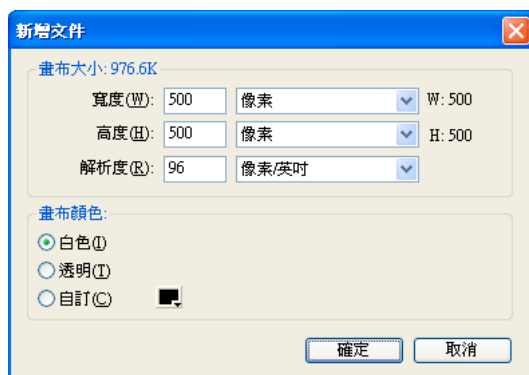 新增文件
畫布大小: 976.6K
寬度(W): 500 像素 W: 500
高度(H): 500 像素 H: 500
解析度(R): 96 像素/英吋
畫布顏色:
白色(I)
透明(T)
自訂(C)
確定 取消